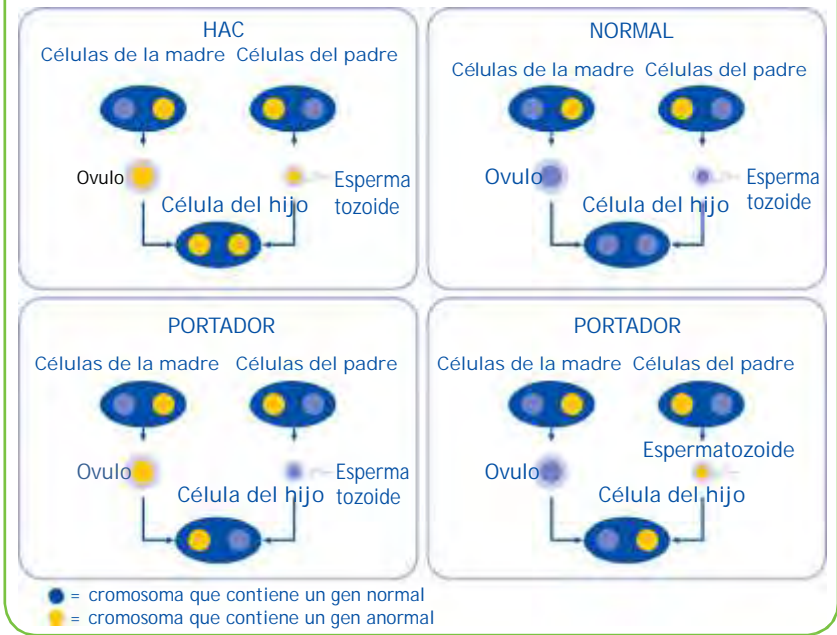 HAC
Células de la madre Células del padre
Ovulo
Esperma
tozoide
Célula del hijo
NORMAL
Células de la madre Células del padre
Ovulo
Esperma
tozoide
Célula del hijo
PORTADOR
Células de la madre Células del padre
Ovulo
Esperma
tozoide
Célula del hijo
PORTADOR
Células de la madre Células del padre
Espermatozoide
Ovulo
Célula del hijo
= cromosoma que contiene un gen normal
= cromosoma que contiene un gen anormal